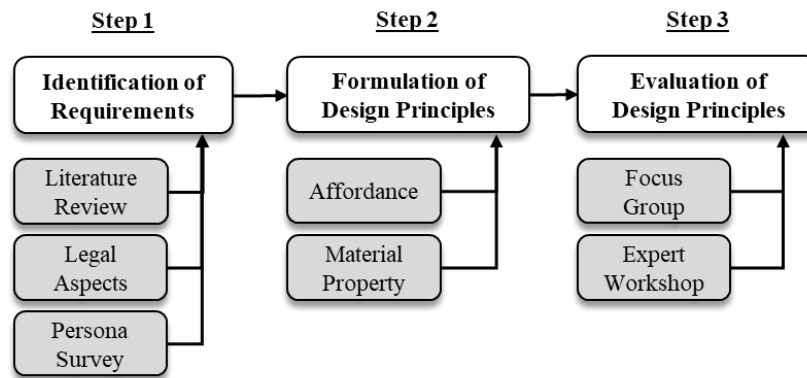 Step 1
Step 2
Step 3
Identification of
Requirements
Formulation of
Design Principles
Evaluation of
Design Principles
Literature
Review
Legal
Aspects
Persona
Survey
Affordance
Material
Property
Focus
Group
Expert
Workshop